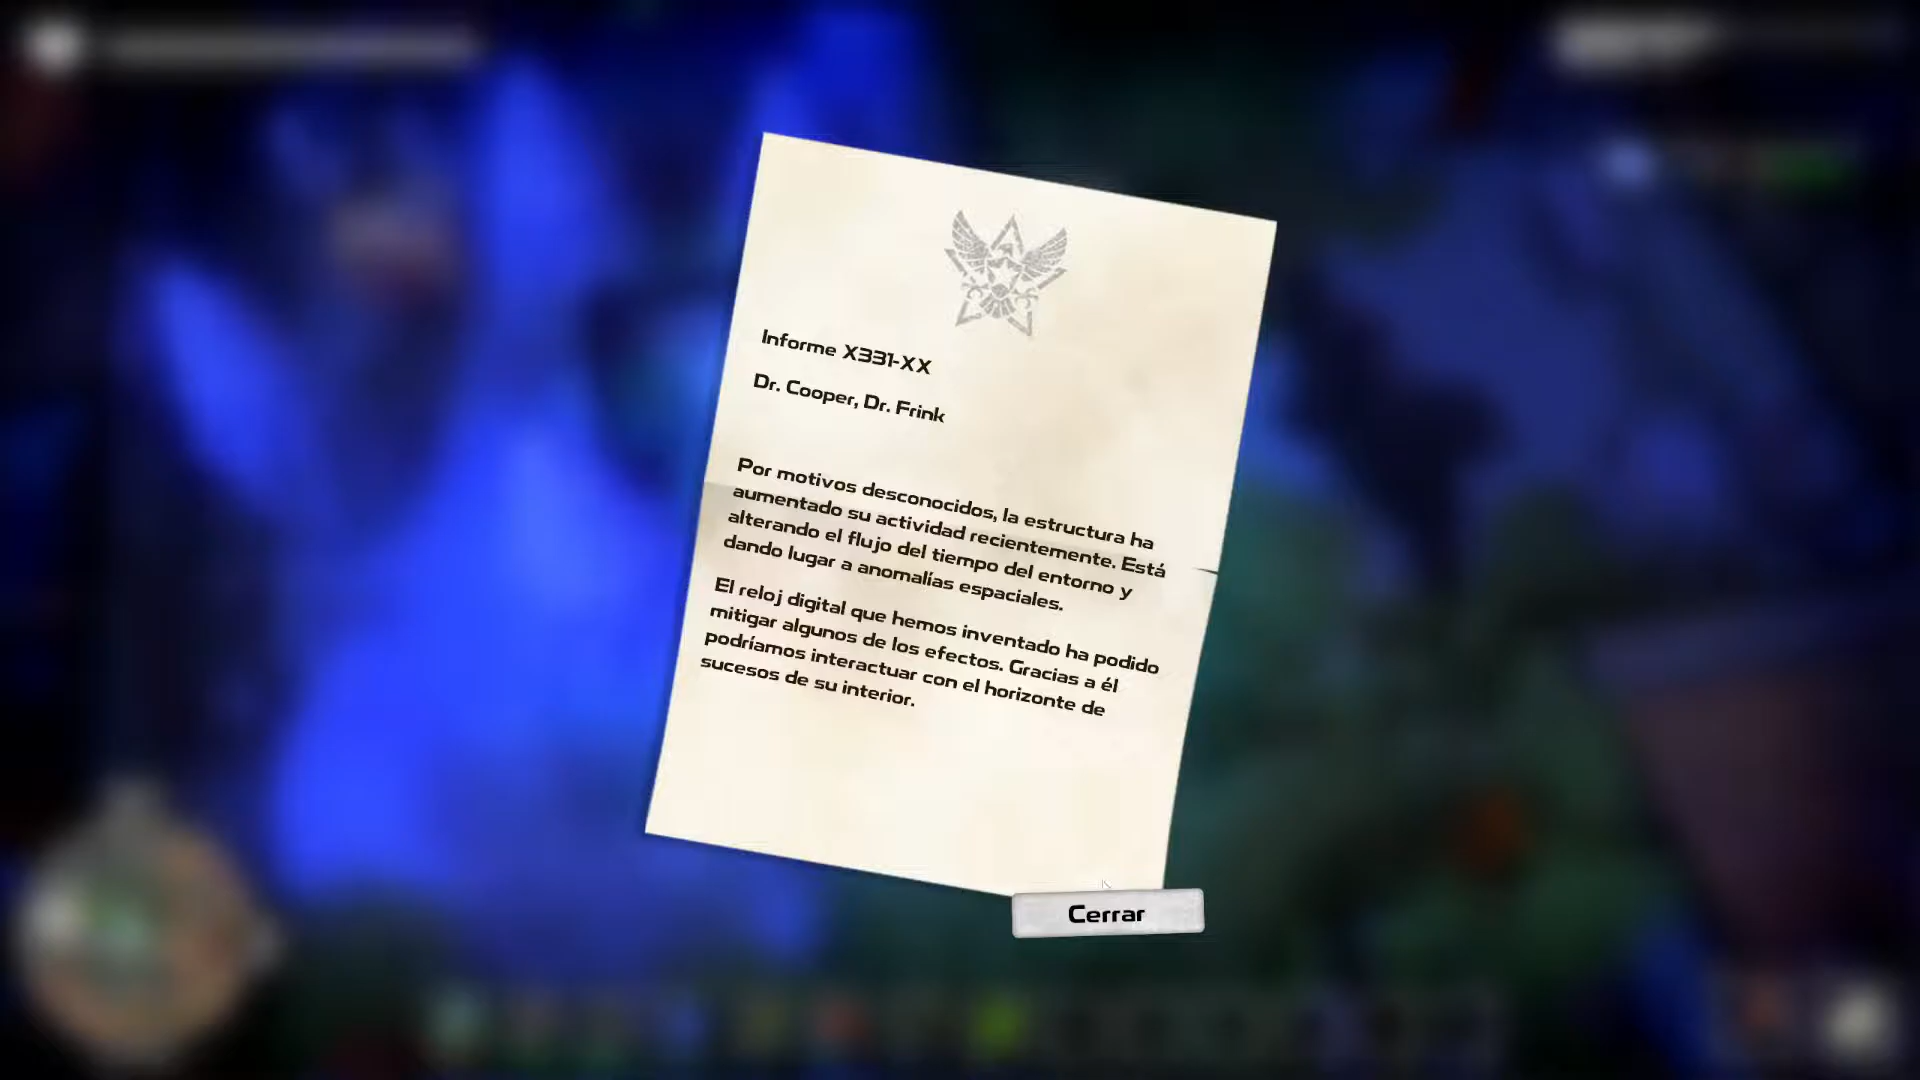 Informe X331-XX
Dr. Cooper, Dr. Frink
Por motivos desconocidos, la estructura ha
aumentado su actividad recientemente. Está
alterando el flujo del tiempo del entorno y
dando lugar a anomalías espaciales.
El reloj digital que hemos inventado ha podido
mitigar algunos de los efectos. Gracias a él
podríamos interactuar con el horizonte de
sucesos de su interior.
Cerrar